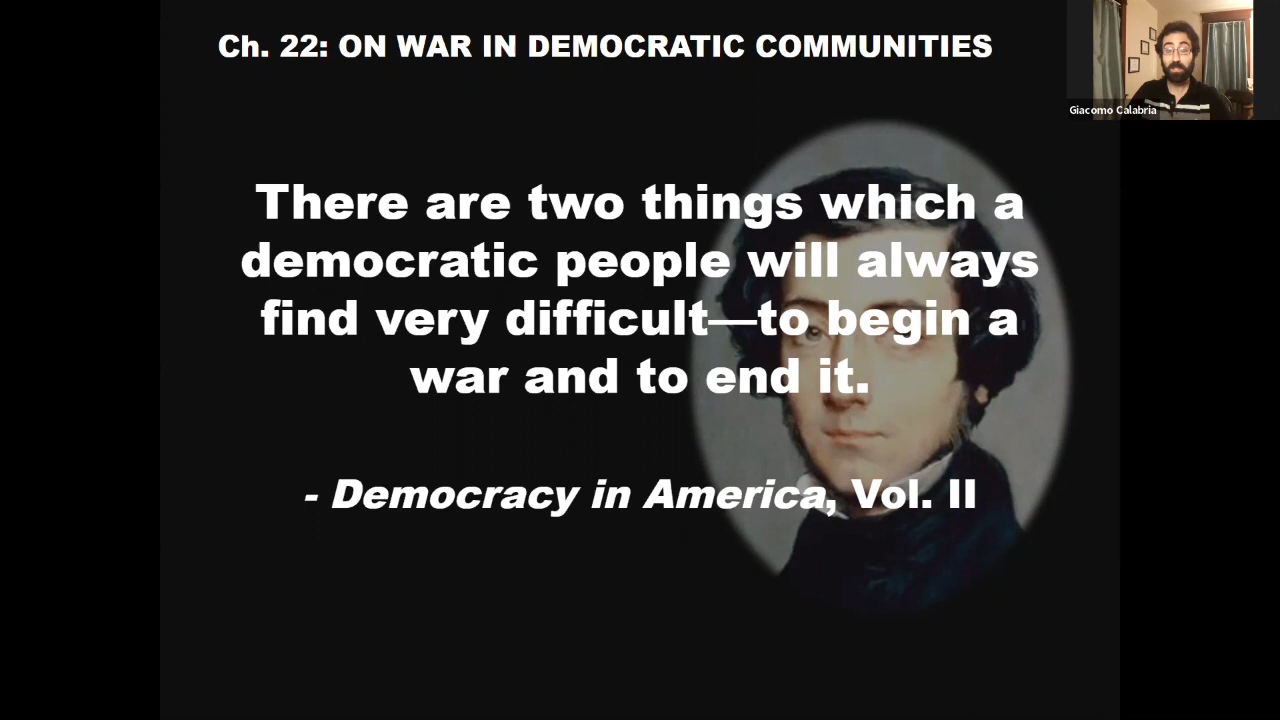 Ch. 22: ON WAR IN DEMOCRATIC COMMUNITIES
Giacomo Calabria
There are two things which a
democratic people will always
find very difficult—to begin a
war and to end it.
- Democracy in America, Vol. II